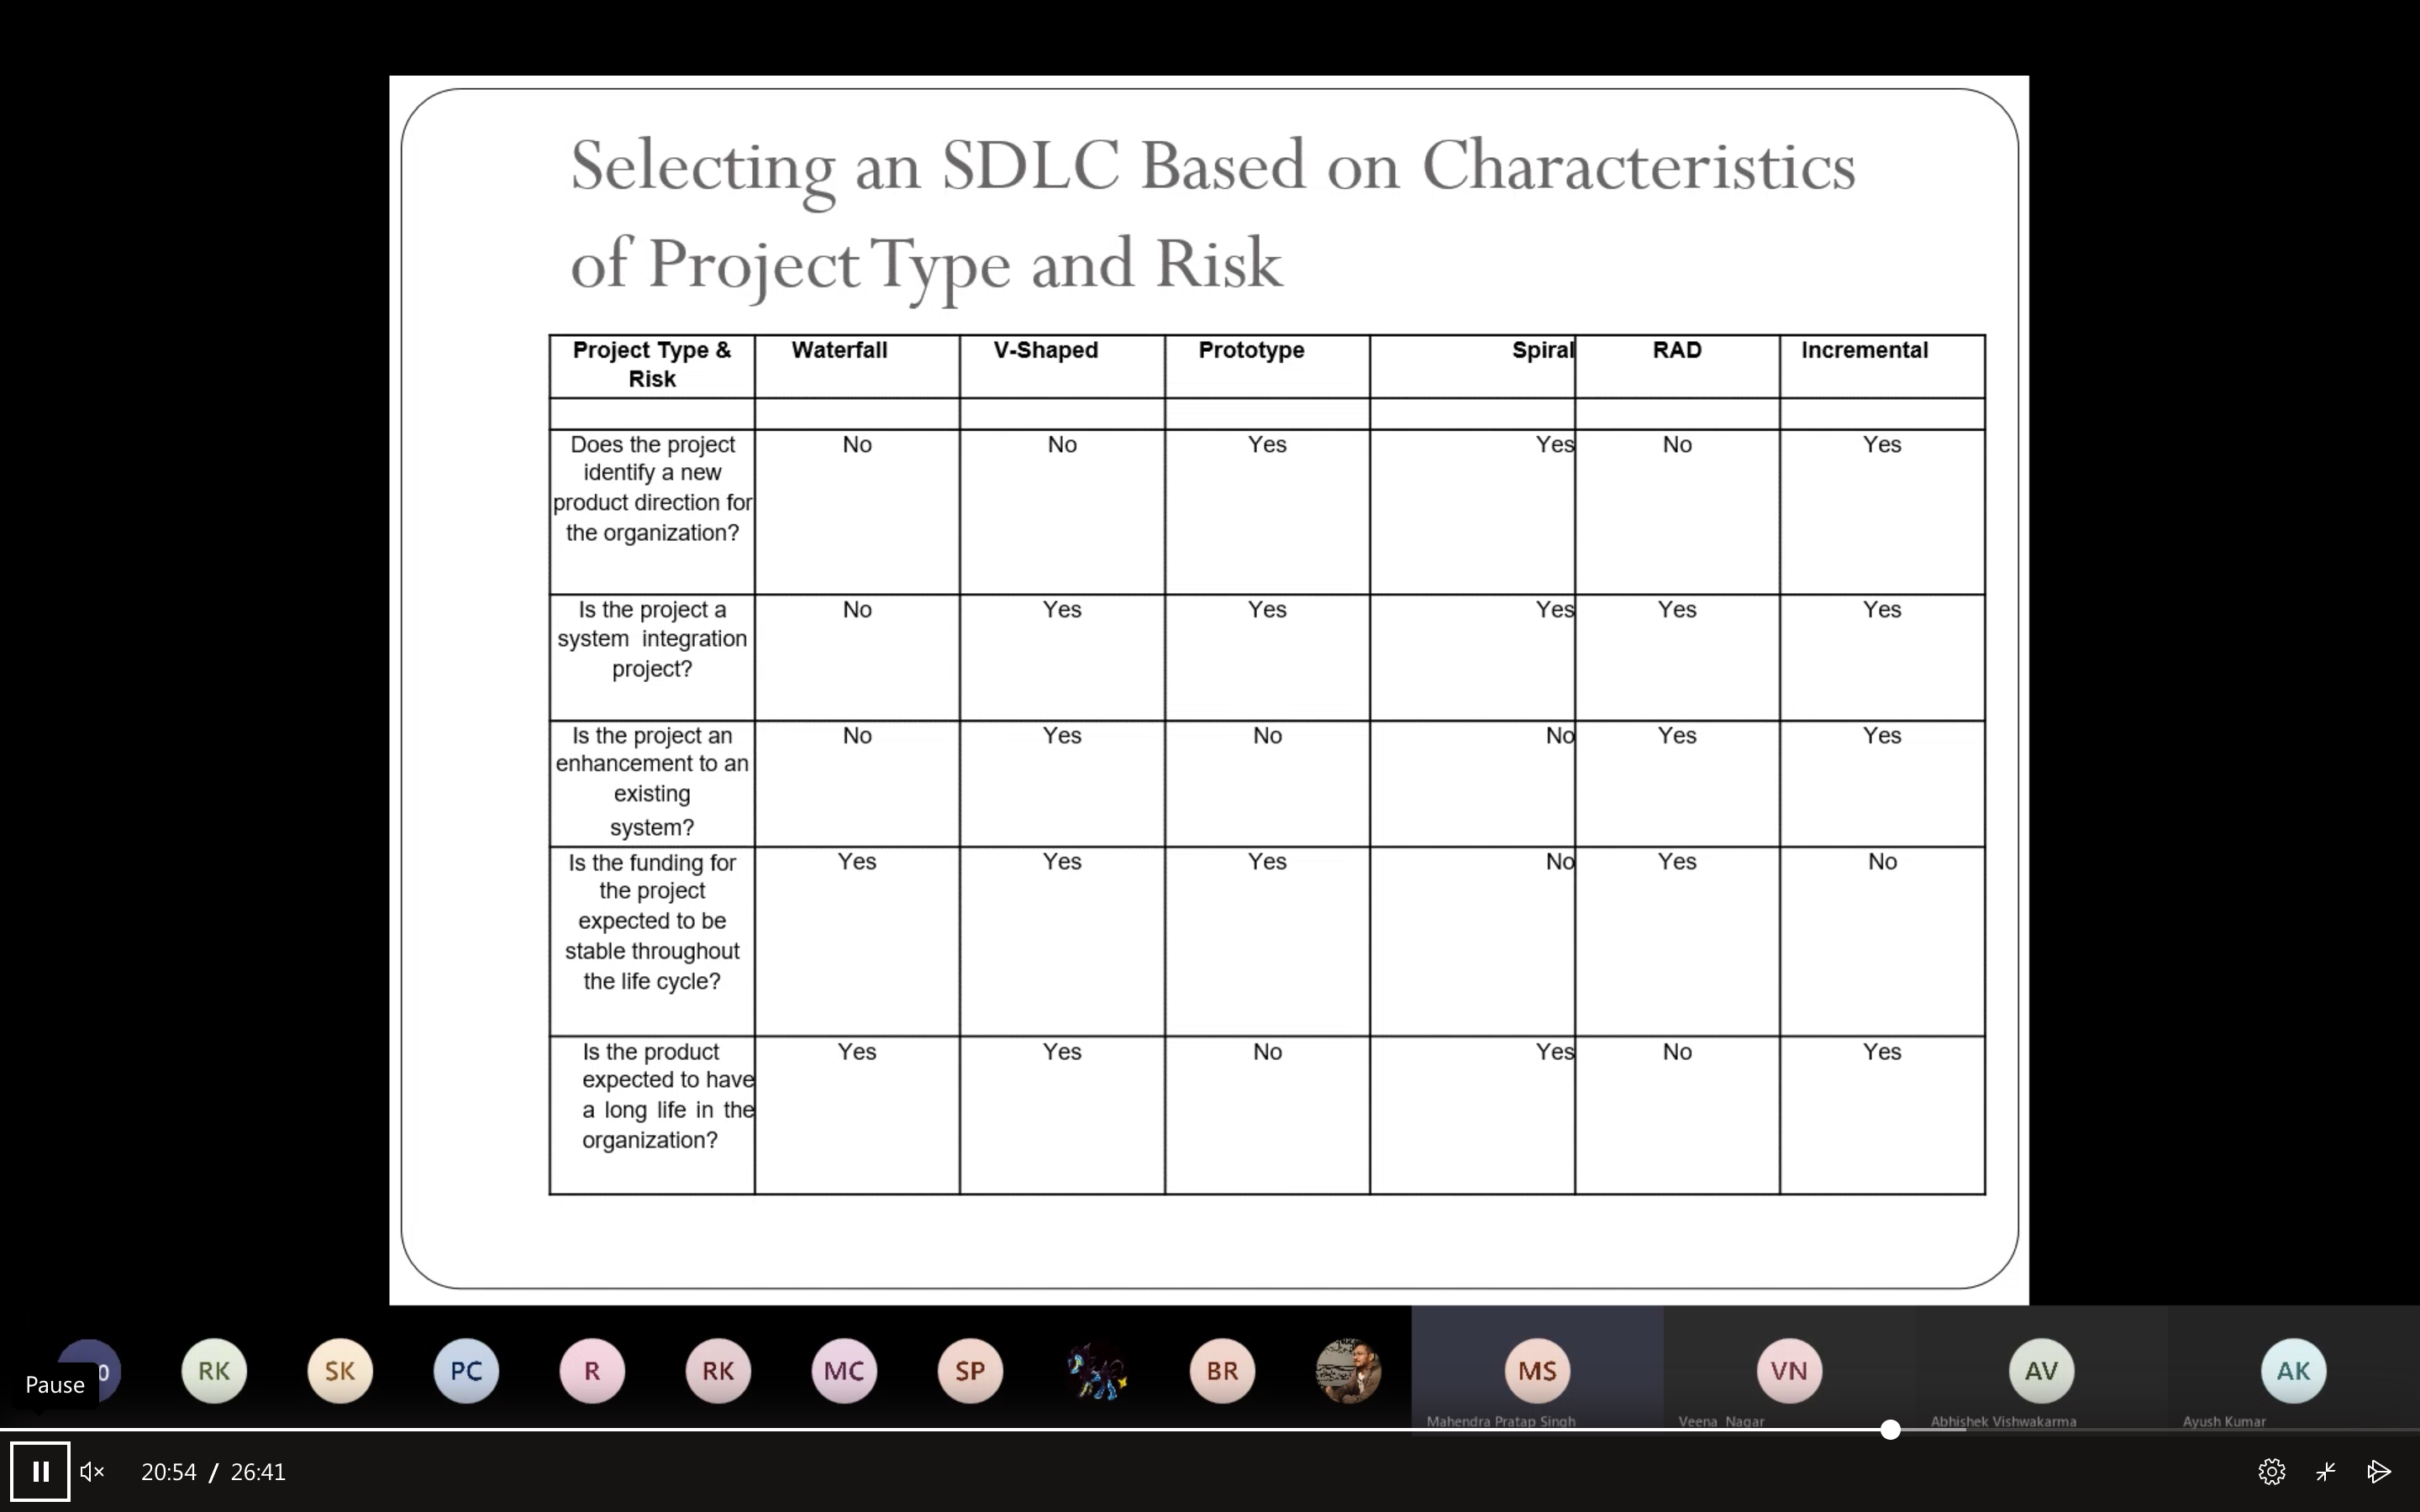 Selecting an SDLC Based on Characteristics
of Project Type and Risk
Project Type & Risk Waterfall V-Shaped Prototype Spiral RAD Incremental
Does the project
identify a new
product direction for
the organization?
No No Yes Yes No Yes
Is the project a
system integration
project?
No Yes Yes Yes Yes Yes
Is the project an
enhancement to an
existing
system?
No Yes No No Yes Yes
Is the funding for
the project
expected to be
stable throughout
the life cycle?
Yes Yes Yes No Yes No
Is the product
expected to have
a long life in the
organization?
Yes Yes No Yes No Yes
RK SK PC R RK MC SP BR MS VN AV AK
Pause
Mahendra Pratap Singh Veena Nagar Abhishek Vishwakarma Ayush Kumar
20:54 / 26:41